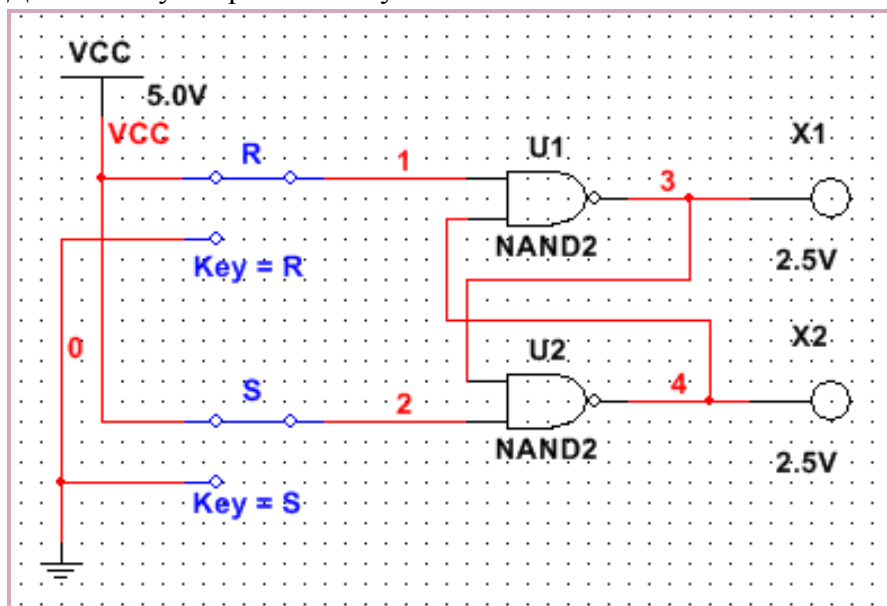 VCC
5.0V
VCC
R
1
U1
X1
3
Key = R
NAND2
2.5V
0
U2
X2
S
2
4
NAND2
2.5V
Key = S